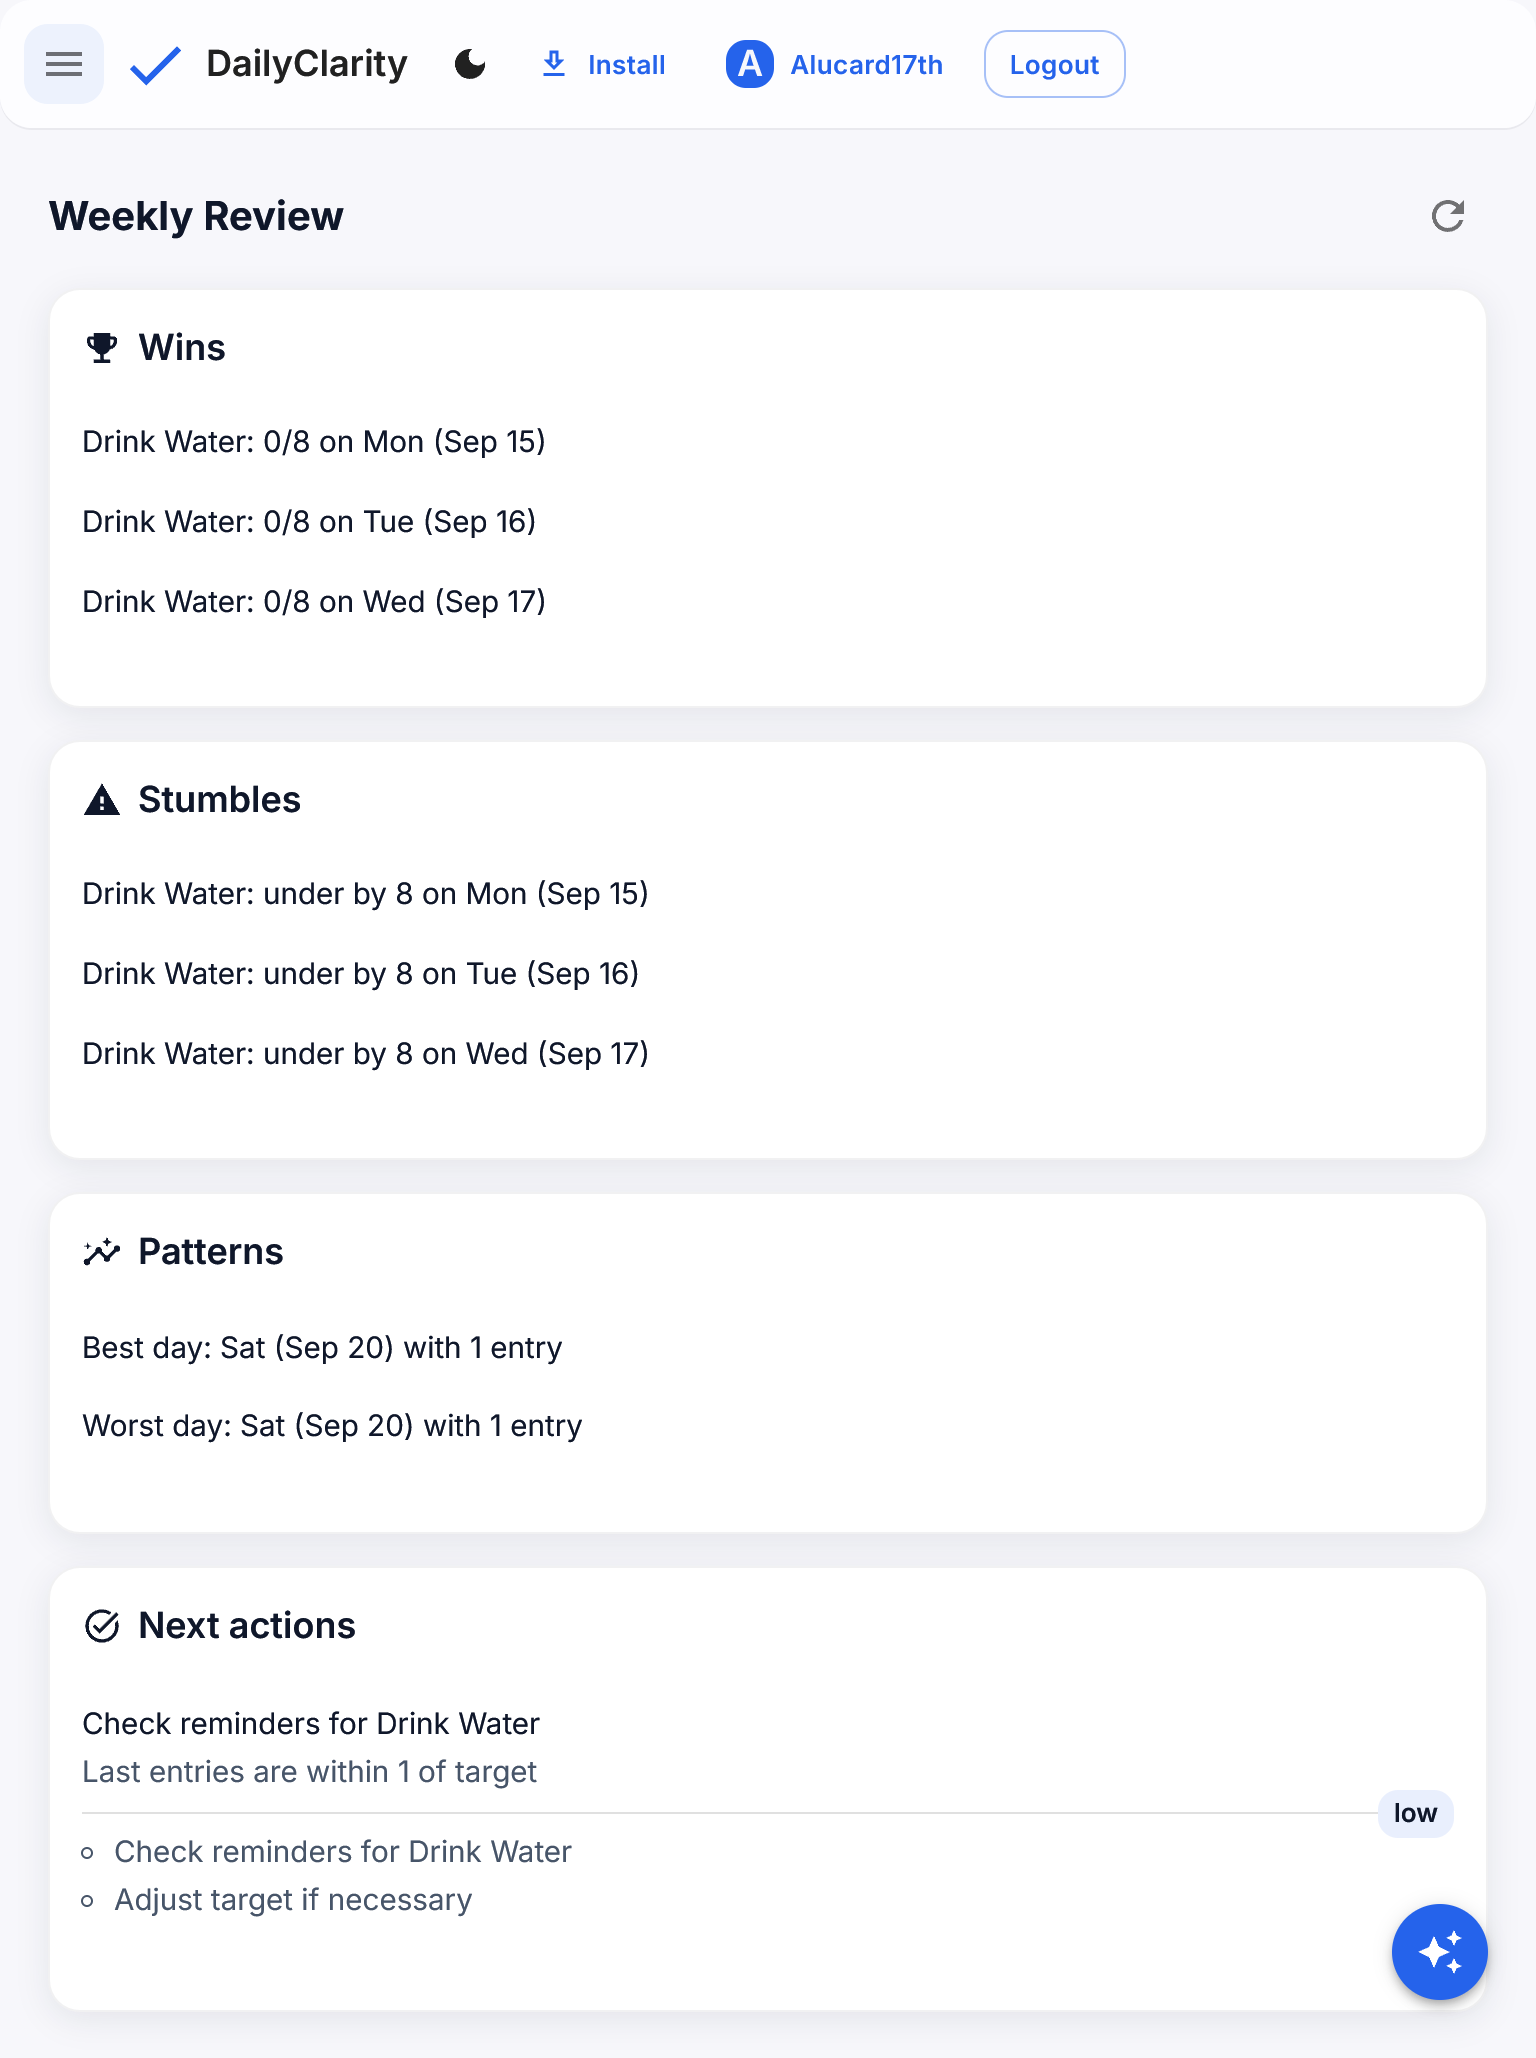 DailyClarity
Install
A
Alucard17th
Logout
Weekly Review
Wins
Drink Water: 0/8 on Mon (Sep 15)
Drink Water: 0/8 on Tue (Sep 16)
Drink Water: 0/8 on Wed (Sep 17)
Stumbles
Drink Water: under by 8 on Mon (Sep 15)
Drink Water: under by 8 on Tue (Sep 16)
Drink Water: under by 8 on Wed (Sep 17)
Patterns
Best day: Sat (Sep 20) with 1 entry
Worst day: Sat (Sep 20) with 1 entry
Next actions
Check reminders for Drink Water
Last entries are within 1 of target
low
Check reminders for Drink Water
Adjust target if necessary